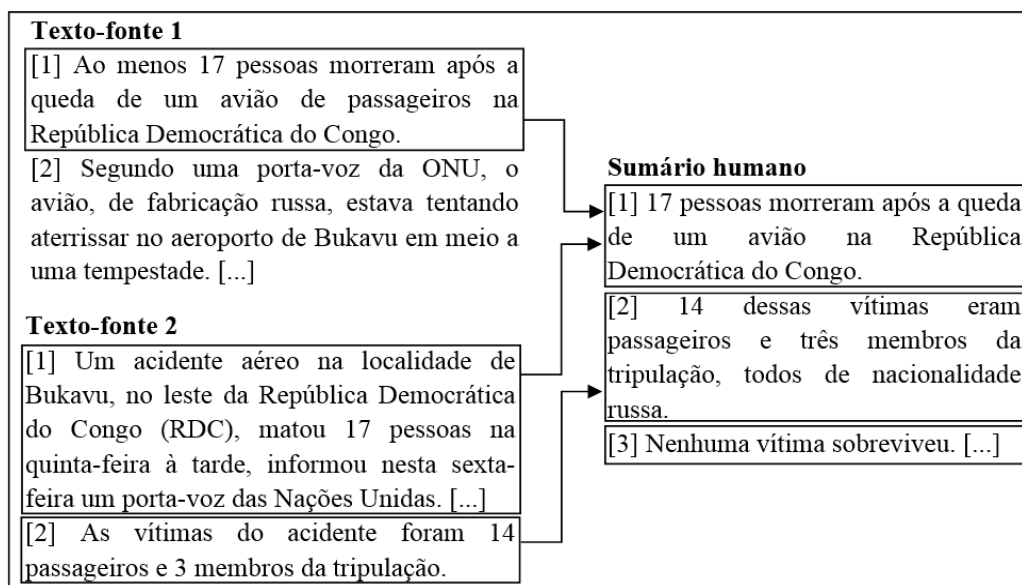 Texto-fonte 1
[1] Ao menos 17 pessoas morreram após a
queda de um avião de passageiros na
República Democrática do Congo.
[2] Segundo uma porta-voz da ONU, o
avião, de fabricação russa, estava tentando
aterrissar no aeroporto de Bukavu em meio a
uma tempestade. [...]
Texto-fonte 2
[1] Um acidente aéreo na localidade de
Bukavu, no leste da República Democrática
do Congo (RDC), matou 17 pessoas na
quinta-feira à tarde, informou nesta sexta-
feira um porta-voz das Nações Unidas. [...]
[2] As vítimas do acidente foram 14
passageiros e 3 membros da tripulação.
Sumário humano
[1] 17 pessoas morreram após a queda
de um avião na República
Democrática do Congo.
[2] 14 dessas vítimas eram
passageiros e três membros da
tripulação, todos de nacionalidade
russa.
[3] Nenhuma vítima sobreviveu. [...]